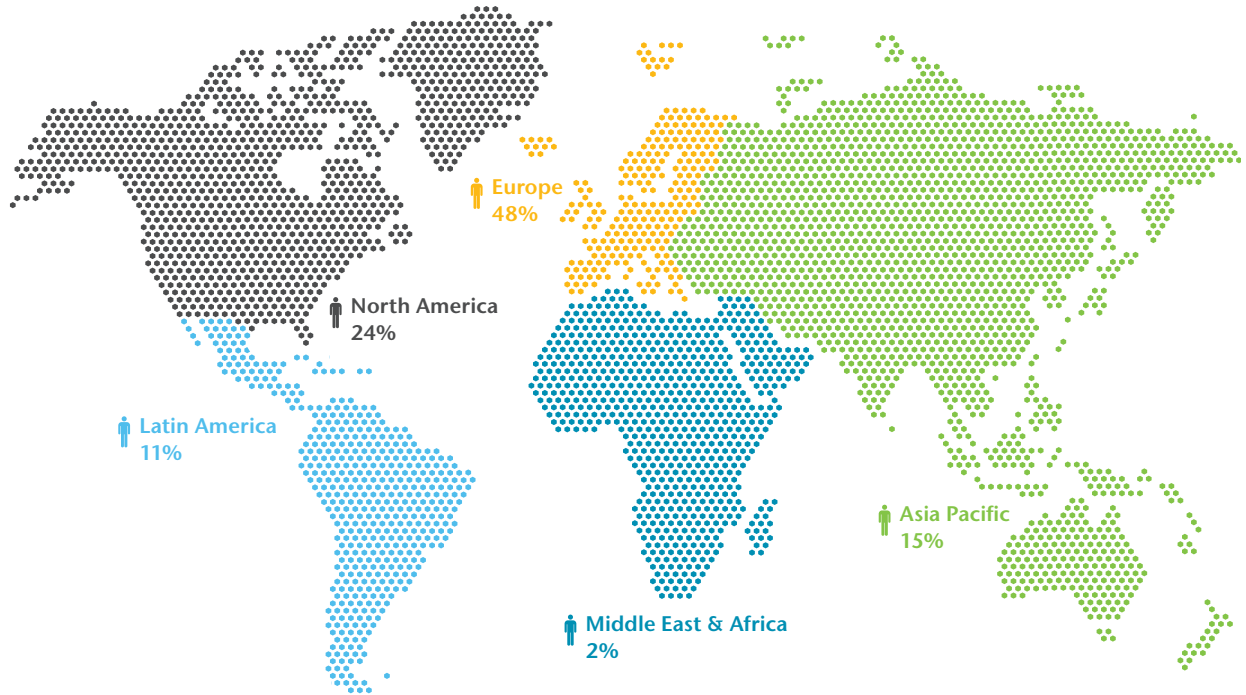 Europe
48%
North America
24%
Latin America
11%
Asia Pacific
15%
Middle East & Africa
2%